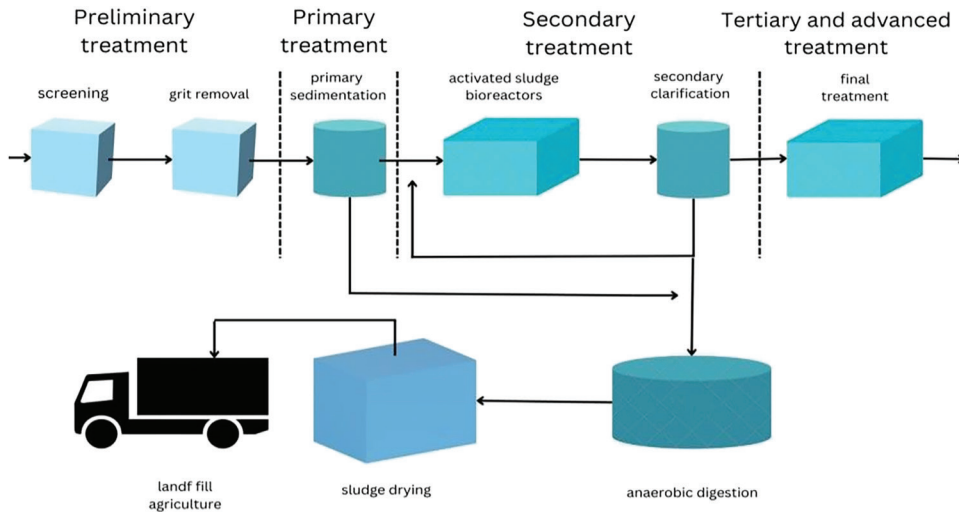 Preliminary
treatment
Primary
treatment
Secondary
treatment
Tertiary and advanced
treatment
screening
grit removal
primary
sedimentation
activated sludge
bioreactors
secondary
clarification
final
treatment
landf fill
agriculture
sludge drying
anaerobic digestion